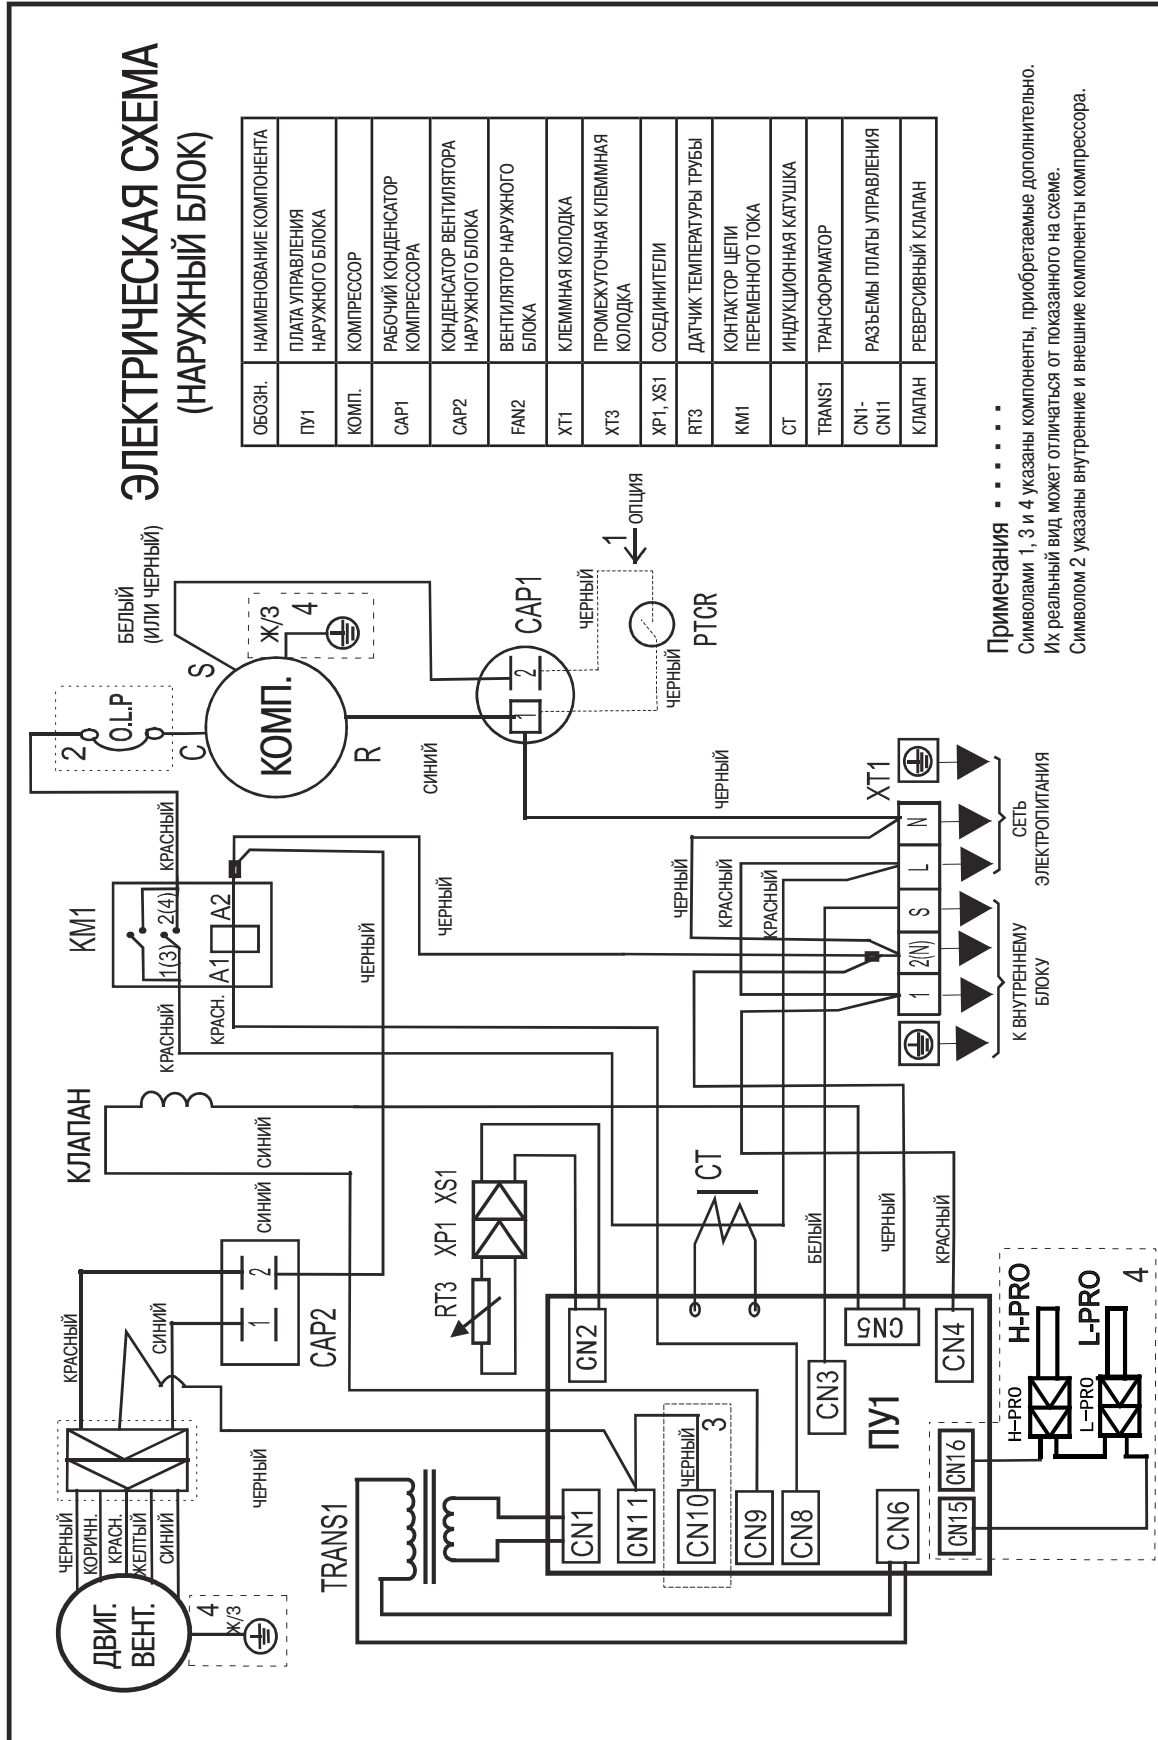 ЭЛЕКТРИЧЕСКАЯ СХЕМА
(НАРУЖНЫЙ БЛОК)
ОБОЗН. НАИМЕНОВАНИЕ КОМПОНЕНТА
ПУ1 ПЛАТА УПРАВЛЕНИЯ
НАРУЖНОГО БЛОКА
КОМП. КОМПРЕССОР
CAP1 РАБОЧИЙ КОНДЕНСАТОР
КОМПРЕССОРА
CAP2 КОНДЕНСАТОР ВЕНТИЛЯТОРА
НАРУЖНОГО БЛОКА
FAN2 ВЕНТИЛЯТОР НАРУЖНОГО
БЛОКА
XT1 КЛЕММНАЯ КОЛОДКА
XT3 ПРОМЕЖУТОЧНАЯ КЛЕММНАЯ
КОЛОДКА
XP1, XS1 СОЕДИНИТЕЛИ
RT3 ДАТЧИК ТЕМПЕРАТУРЫ ТРУБЫ
KM1 КОНТАКТОР ЦЕПИ
ПЕРЕМЕННОГО ТОКА
CT ИНДУКЦИОННАЯ КАТУШКА
TRANS1 ТРАНСФОРМАТОР
CN1-
CN11 РАЗЪЕМЫ ПЛАТЫ УПРАВЛЕНИЯ
КЛАПАН РЕВЕРСИВНЫЙ КЛАПАН
БЕЛЫЙ
(ИЛИ ЧЕРНЫЙ)
2
O.L.P
S
C
R
КОМП.
Ж/З
4
СИНИЙ
CAP1
1
2
ЧЕРНЫЙ
ЧЕРНЫЙ
PTCR
1
ОПЦИЯ
КРАСНЫЙ
KM1
1(3)
2(4)
A1
A2
КРАСНЫЙ
КРАСН.
ЧЕРНЫЙ
ЧЕРНЫЙ
КЛАПАН
СИНИЙ
СИНИЙ
КРАСНЫЙ
СИНИЙ
1
2
CAP2
ЧЕРНЫЙ
КОРИЧН.
КРАСН.
ЖЕЛТЫЙ
СИНИЙ
ДВИГ.
ВЕНТ.
4
Ж/З
ЧЕРНЫЙ
TRANS1
RT3
XP1
XS1
CT
ЧЕРНЫЙ
ЧЕРНЫЙ
КРАСНЫЙ
КРАСНЫЙ
XT1
1
2(N)
S
L
N
К ВНУТРЕННЕМУ
БЛОКУ
СЕТЬ
ЭЛЕКТРОПИТАНИЯ
БЕЛЫЙ
ЧЕРНЫЙ
КРАСНЫЙ
CN1
CN11
CN10
ЧЕРНЫЙ
3
CN9
CN8
CN6
CN2
CN3
CN5
CN4
ПУ1
CN15
CN16
H-PRO
H-PRO
L-PRO
L-PRO
4
Примечания . . . . . .
Символами 1, 3 и 4 указаны компоненты, приобретаемые дополнительно.
Их реальный вид может отличаться от показанного на схеме.
Символом 2 указаны внутренние и внешние компоненты компрессора.